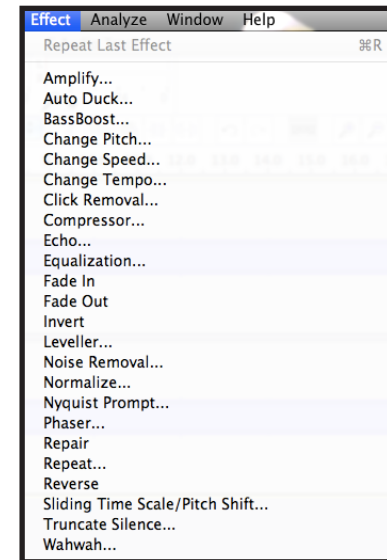 Effect Analyze Window Help
Repeat Last Effect ⌘R
Amplify...
Auto Duck...
BassBoost...
Change Pitch...
Change Speed...
Change Tempo...
Click Removal...
Compressor...
Echo...
Equalization...
Fade In
Fade Out
Invert
Leveller...
Noise Removal...
Normalize...
Nyquist Prompt...
Phaser...
Repair
Repeat...
Reverse
Sliding Time Scale/Pitch Shift...
Truncate Silence...
Wahwah...